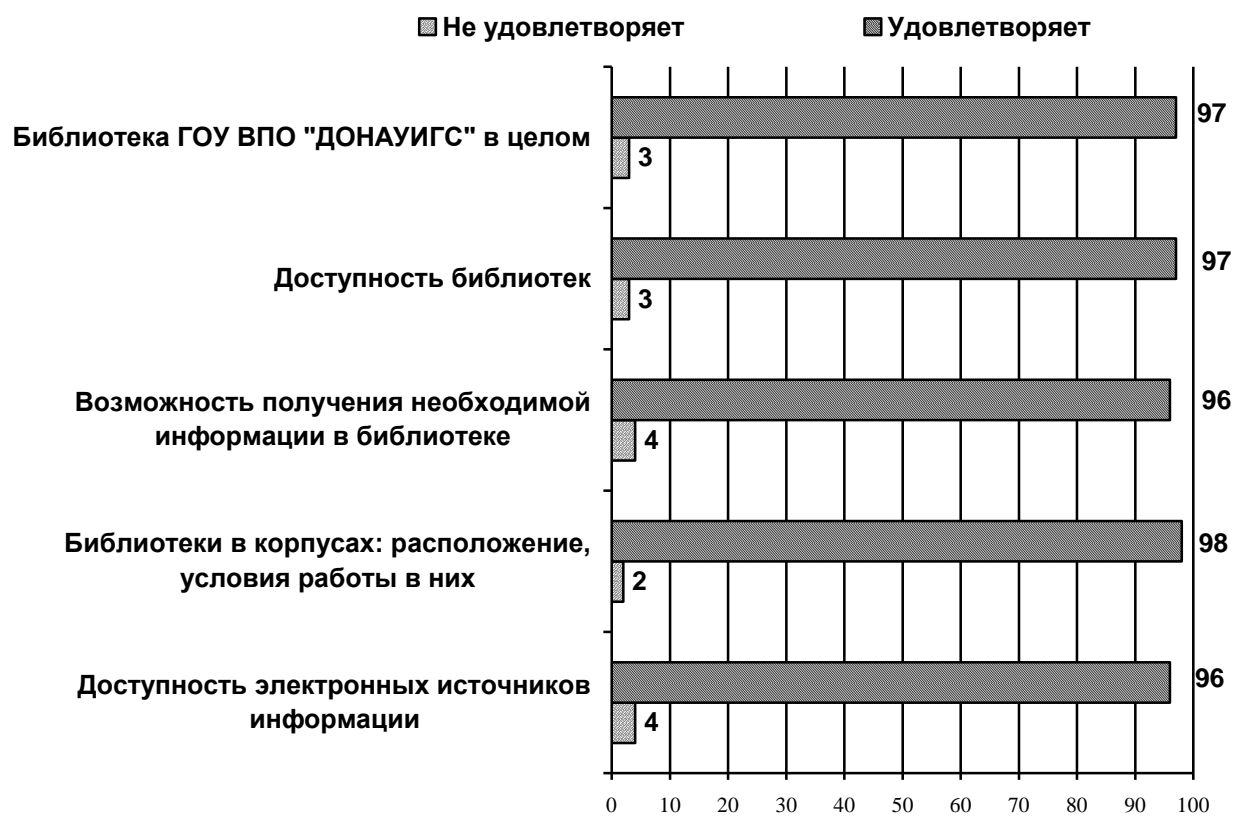 Не удовлетворяет Удовлетворяет
Библиотека ГОУ ВПО "ДОНАУИГС" в целом
97
3
Доступность библиотек
97
3
Возможность получения необходимой
информации в библиотеке
96
4
Библиотеки в корпусах: расположение,
условия работы в них
98
2
Доступность электронных источников
информации
96
4
0 10 20 30 40 50 60 70 80 90 100